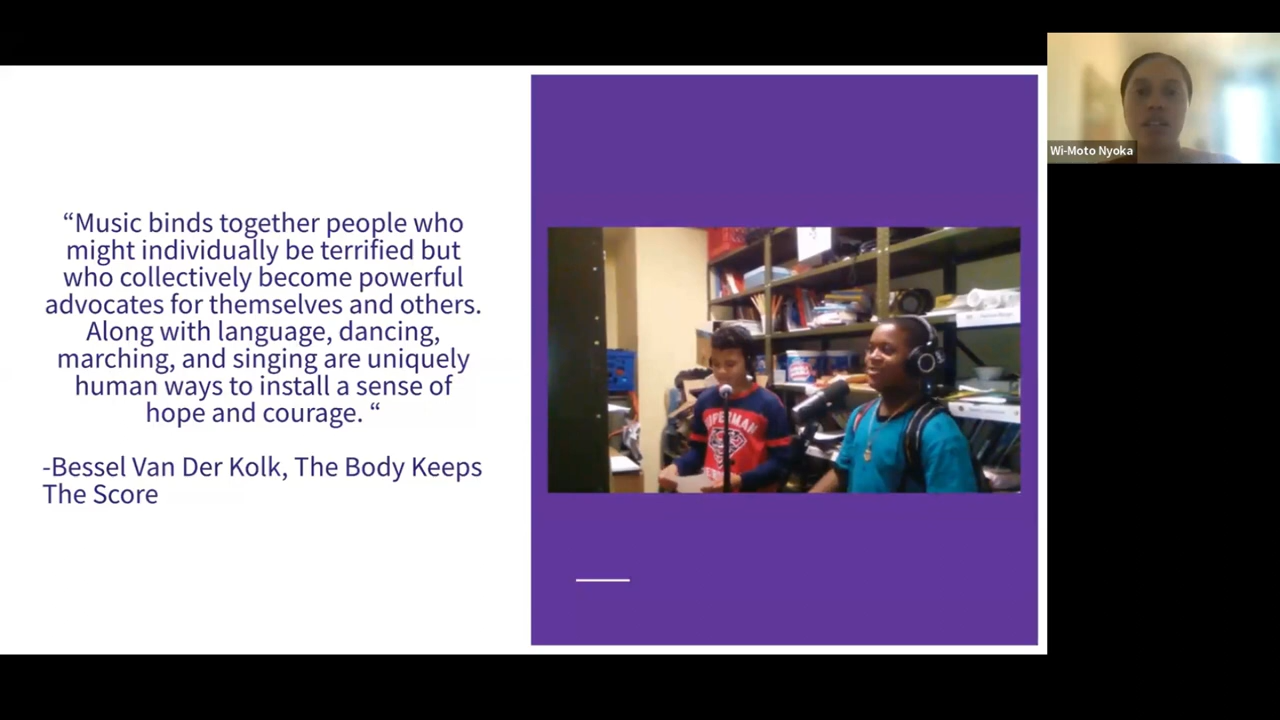 “Music binds together people who
might individually be terrified but
who collectively become powerful
advocates for themselves and others.
Along with language, dancing,
marching, and singing are uniquely
human ways to install a sense of
hope and courage. “
-Bessel Van Der Kolk, The Body Keeps
The Score
SUPERMAN
Wi-Moto Nyoka